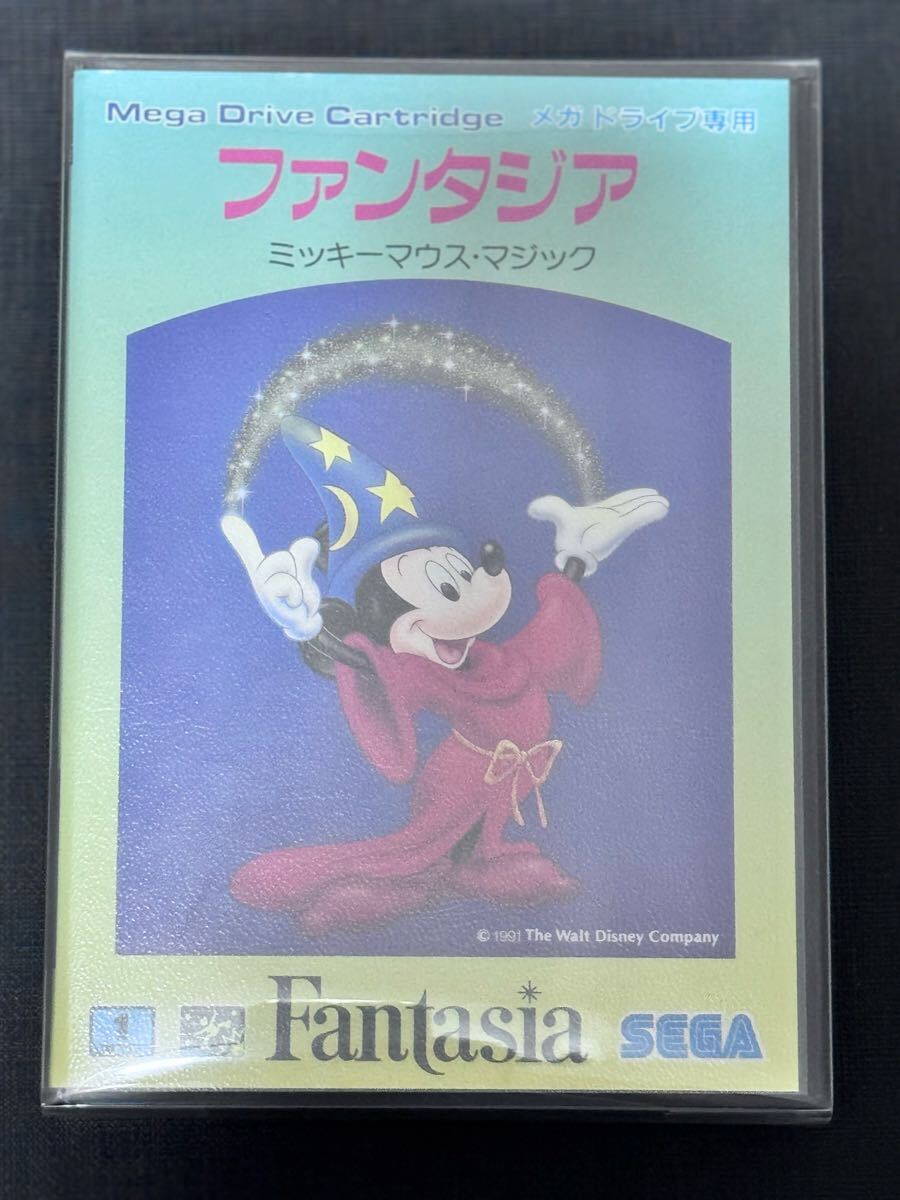 Mega Drive Cartridge メガドライブ専用
ファンタジア
ミッキーマウス・マジック
© 1991 The Walt Disney Company
1
Fantasia
SEGA